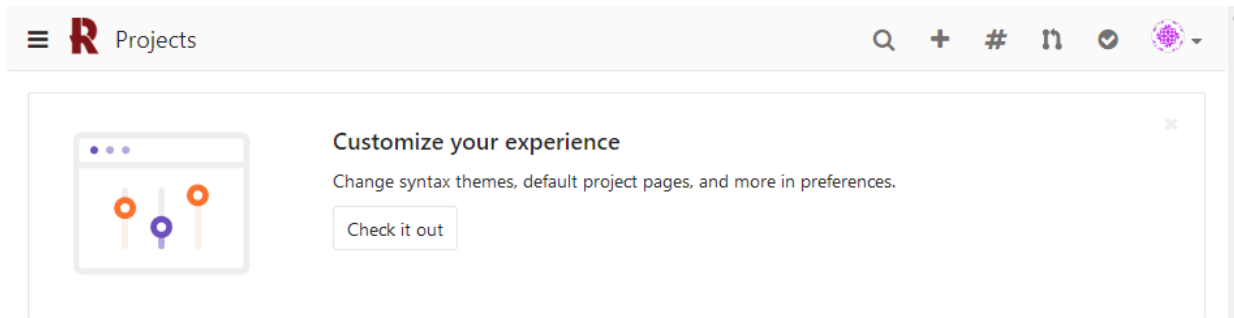 R Projects
Customize your experience
Change syntax themes, default project pages, and more in preferences.
Check it out